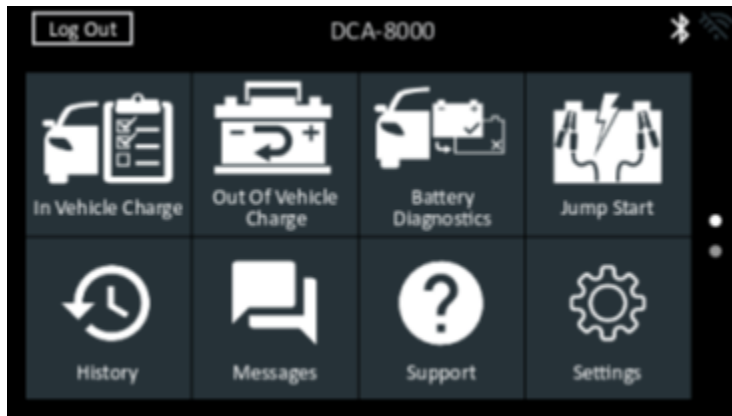 Log Out
DCA-8000
In Vehicle Charge
Out Of Vehicle
Charge
Battery
Diagnostics
Jump Start
History
Messages
Support
Settings